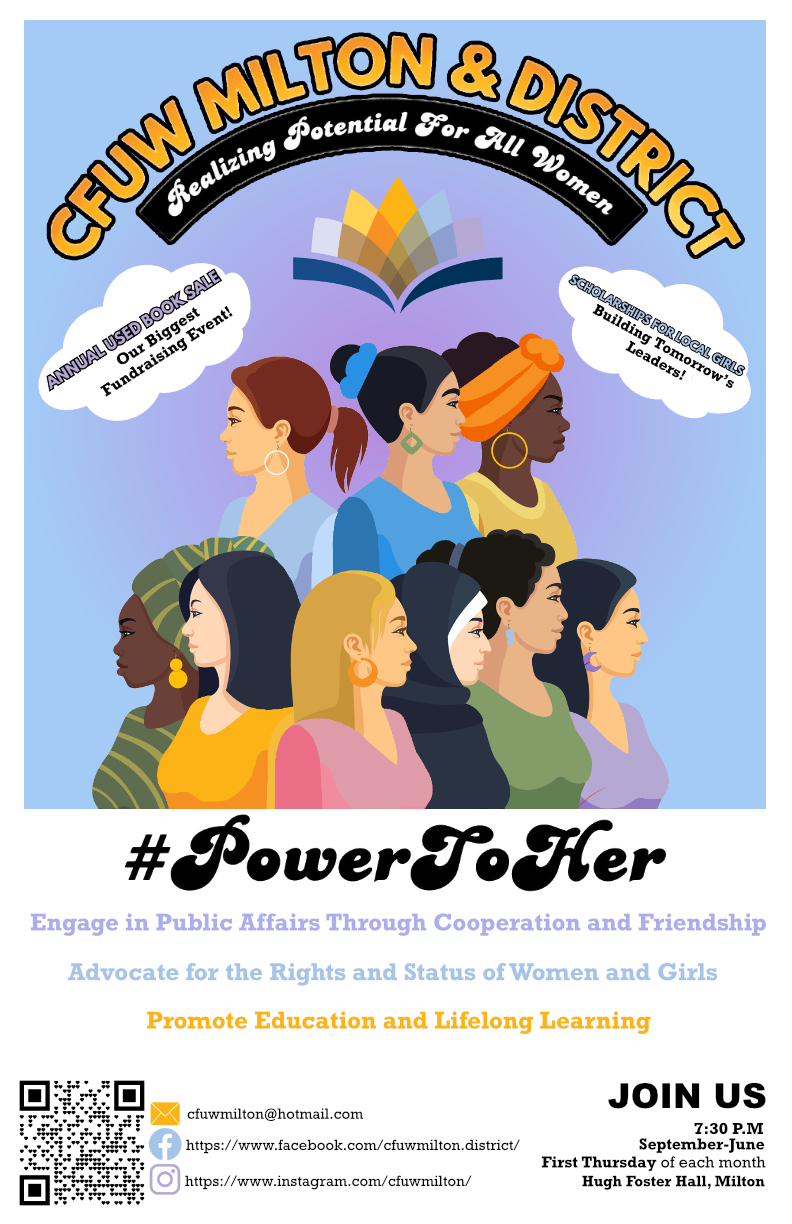 CFUW MILTON & DISTRICT
Realizing Potential For All Women
ANNUAL USED BOOK SALE
Our Biggest
Fundraising Event!
SCHOLARSHIPS FOR LOCAL GIRLS
Building Tomorrow's
Leaders!
#PowerToHer
Engage in Public Affairs Through Cooperation and Friendship
Advocate for the Rights and Status of Women and Girls
Promote Education and Lifelong Learning
cfuwmilton@hotmail.com
https://www.facebook.com/cfuwmilton.district/
https://www.instagram.com/cfuwmilton/
JOIN US
7:30 P.M
September-June
First Thursday of each month
Hugh Foster Hall, Milton